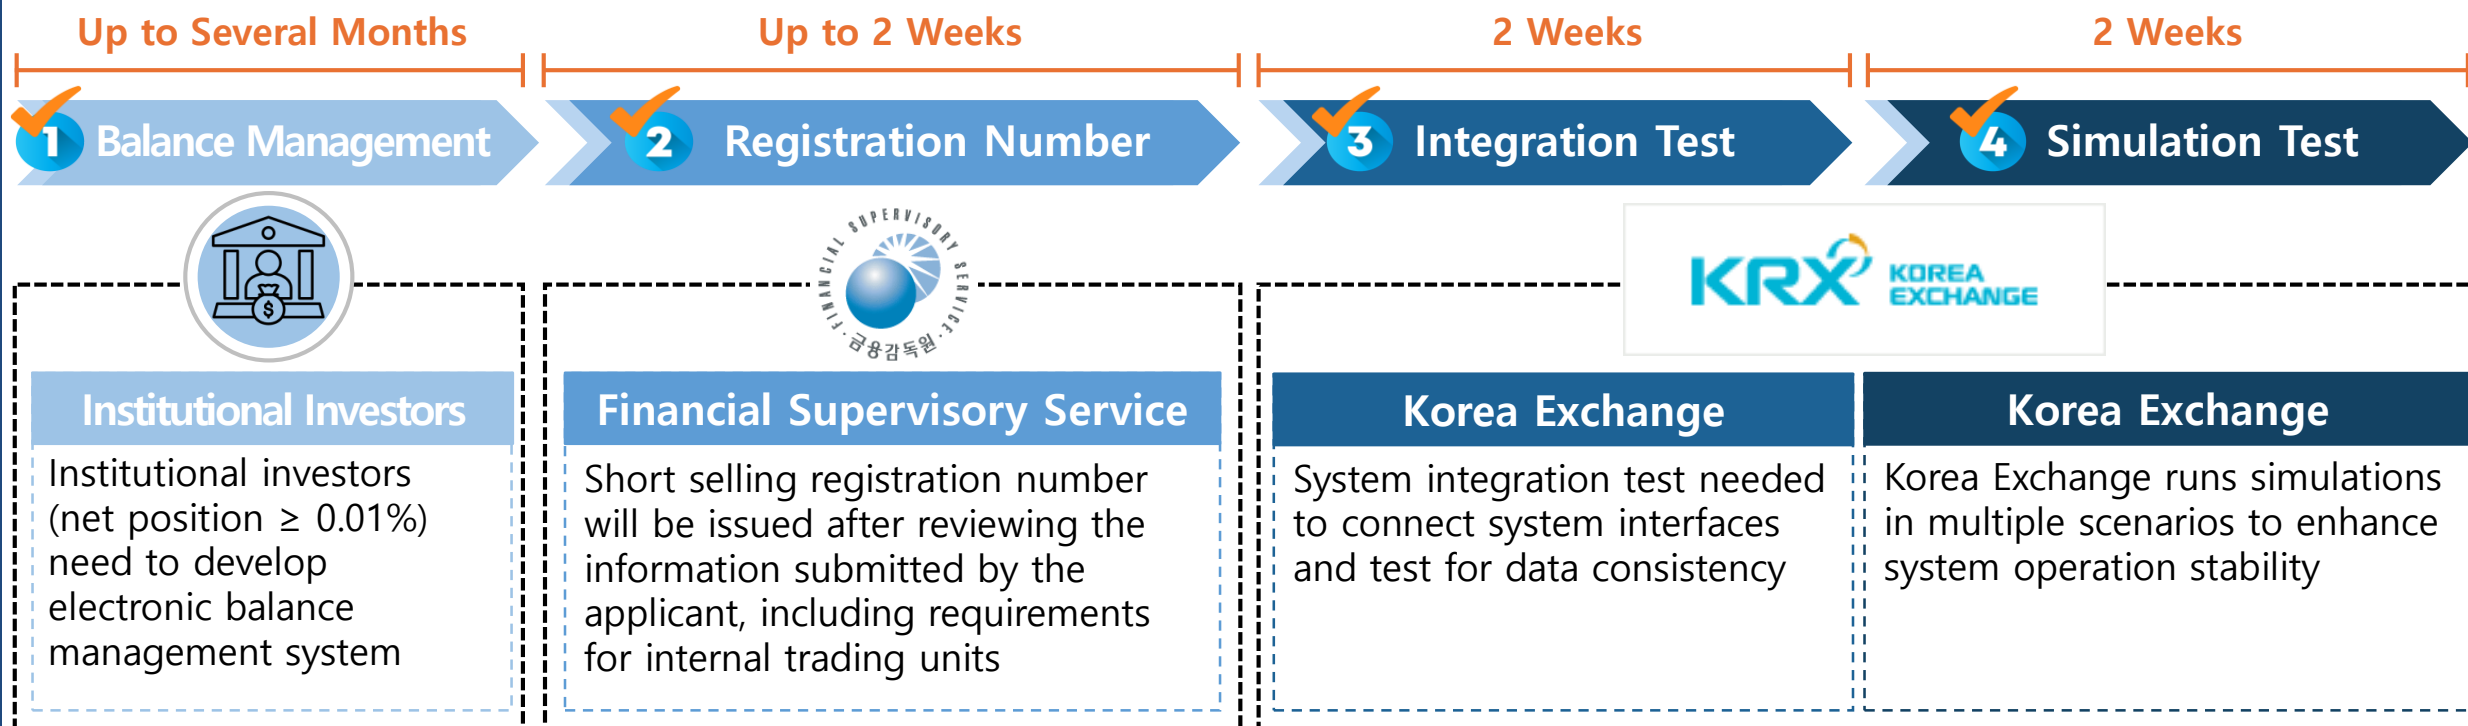 Up to Several Months
Up to 2 Weeks
2 Weeks
2 Weeks
1 Balance Management
2 Registration Number
3 Integration Test
4 Simulation Test
$
FINANCIAL SUPERVISORY SERVICE
·금융감독원·
KRX KOREA
EXCHANGE
Institutional Investors
Institutional investors
(net position ≥ 0.01%)
need to develop
electronic balance
management system
Financial Supervisory Service
Short selling registration number
will be issued after reviewing the
information submitted by the
applicant, including requirements
for internal trading units
Korea Exchange
System integration test needed
to connect system interfaces
and test for data consistency
Korea Exchange
Korea Exchange runs simulations
in multiple scenarios to enhance
system operation stability